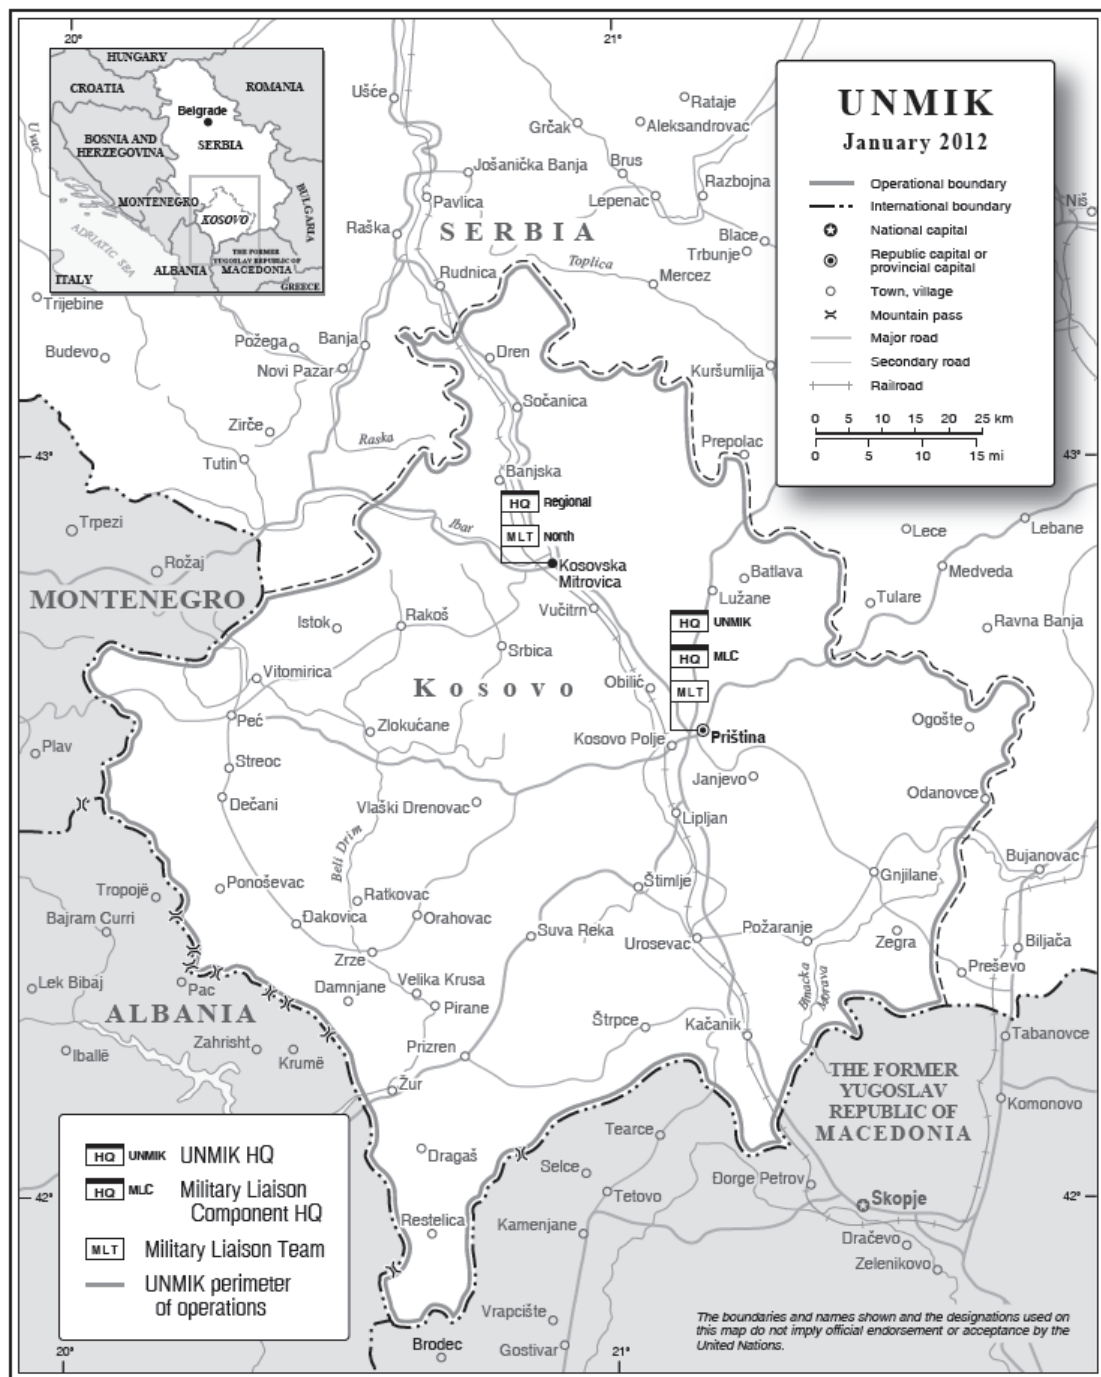 20°
21°
HUNGARY
CROATIA
ROMANIA
Belgrade
BOSNIA AND
HERZEGOVINA
SERBIA
MONTENEGRO
KOSOVO
BULGARIA
ADRIATIC SEA
THE FORMER
YUGOSLAV REPUBLIC OF
MACEDONIA
ALBANIA
ITALY
GREECE
UNMIK
January 2012
Operational boundary
International boundary
National capital
Republic capital or
provincial capital
Town, village
Mountain pass
Major road
Secondary road
Railroad
0 5 10 15 20 25 km
0 5 10 15 mi
Uvac
Ušće
Rataje
Grčak
Aleksandrovac
Jošanička Banja
Brus
Razbojna
Pavlica
Lepenac
Niš
Raška
SERBIA
Blace
Trbunje
Toplica
Rudnica
Mercez
Trijebine
Požega
Banja
Budevo
Dren
Novi Pazar
Kuršumlija
Sočanica
Zirče
Raska
Prepolac
43°
43°
Tutin
Banjska
HQ Regional
MLT North
Trpezi
Ibar
Lece
Lebane
Rožaj
Kosovska
Mitrovica
Batlava
Medveda
MONTENEGRO
Lužane
Tulare
Vučitrn
Istok
Rakoš
HQ UNMIK
Ravna Banja
Srbica
HQ MLC
Vitomirica
Kosovo
Obilić
MLT
Peć
Zlokućane
Ogošte
Plav
Kosovo Polje
Priština
Streoc
Janjevo
Dečani
Vlaški Drenovac
Odanovce
Lipljan
Beli Drim
Bujanovac
Tropojë
Ponoševac
Štimlje
Gnjilane
Ratkovac
Bajram Curri
Đakovica
Orahovac
Suva Reka
Urosevac
Požaranje
Zegra
Biljača
Zrze
Preševo
Lek Bibaj
Pac
Damnjane
Velika Krusa
Binacka
Morava
Pirane
ALBANIA
Štrpce
Kačanik
Tabanovce
Iballë
Zahrisht
Krumë
Prizren
THE FORMER
YUGOSLAV
REPUBLIC OF
MACEDONIA
Žur
Komonovo
Tearce
Dragaš
Selce
Đorge Petrov
42°
42°
Tetovo
Skopje
Restelica
Kamenjane
Dračevo
Zelenikovo
Vrapcište
Brodec
Gostivar
HQ UNMIK UNMIK HQ
HQ MLC Military Liaison
Component HQ
MLT Military Liaison Team
UNMIK perimeter
of operations
The boundaries and names shown and the designations used on
this map do not imply official endorsement or acceptance by the
United Nations.
20°
21°